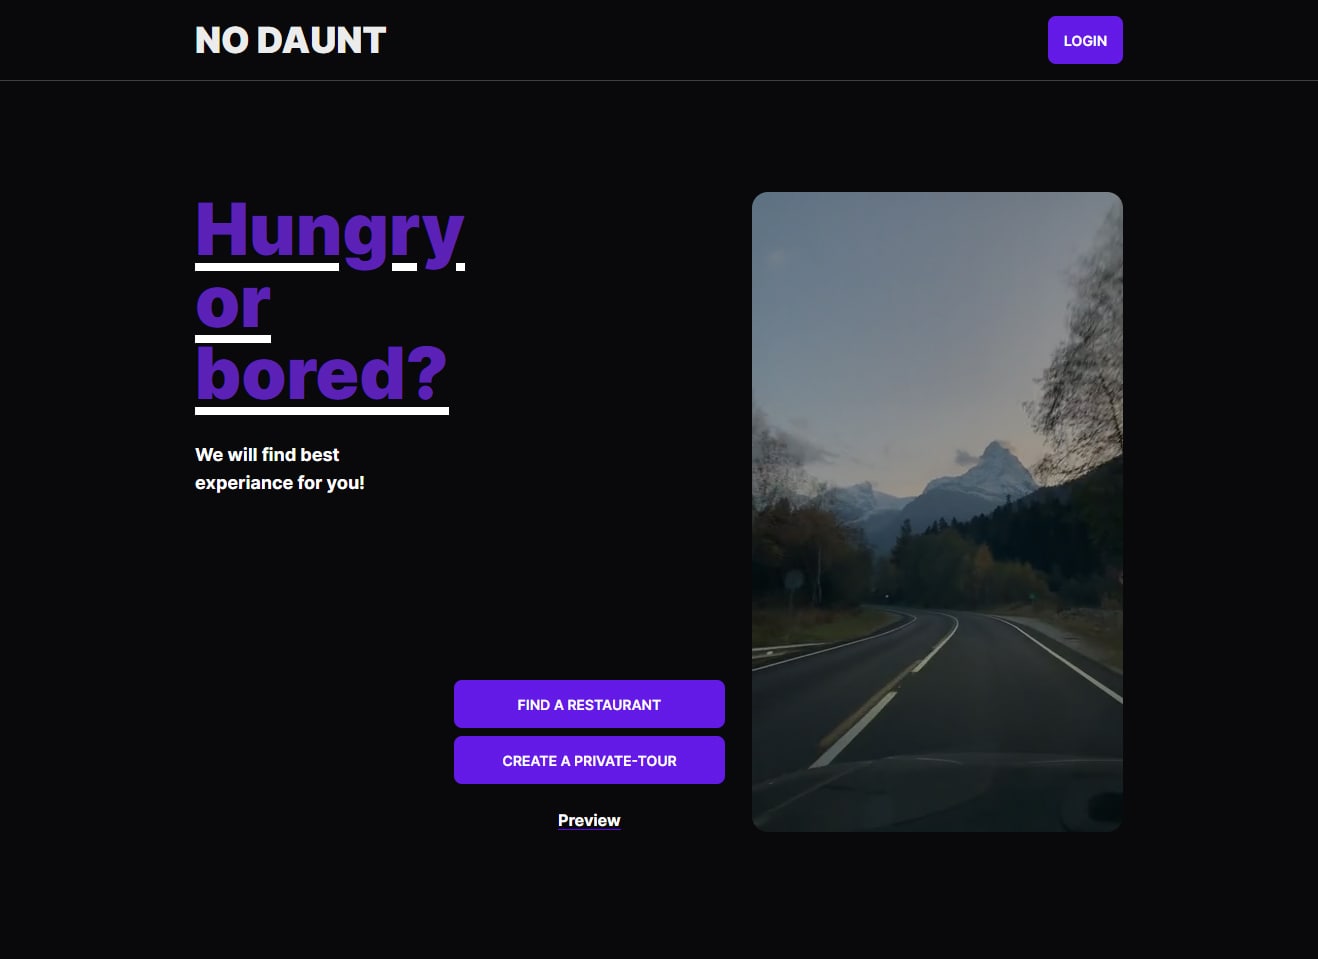 NO DAUNT
LOGIN
Hungry
or
bored?
We will find best
experiance for you!
FIND A RESTAURANT
CREATE A PRIVATE-TOUR
Preview